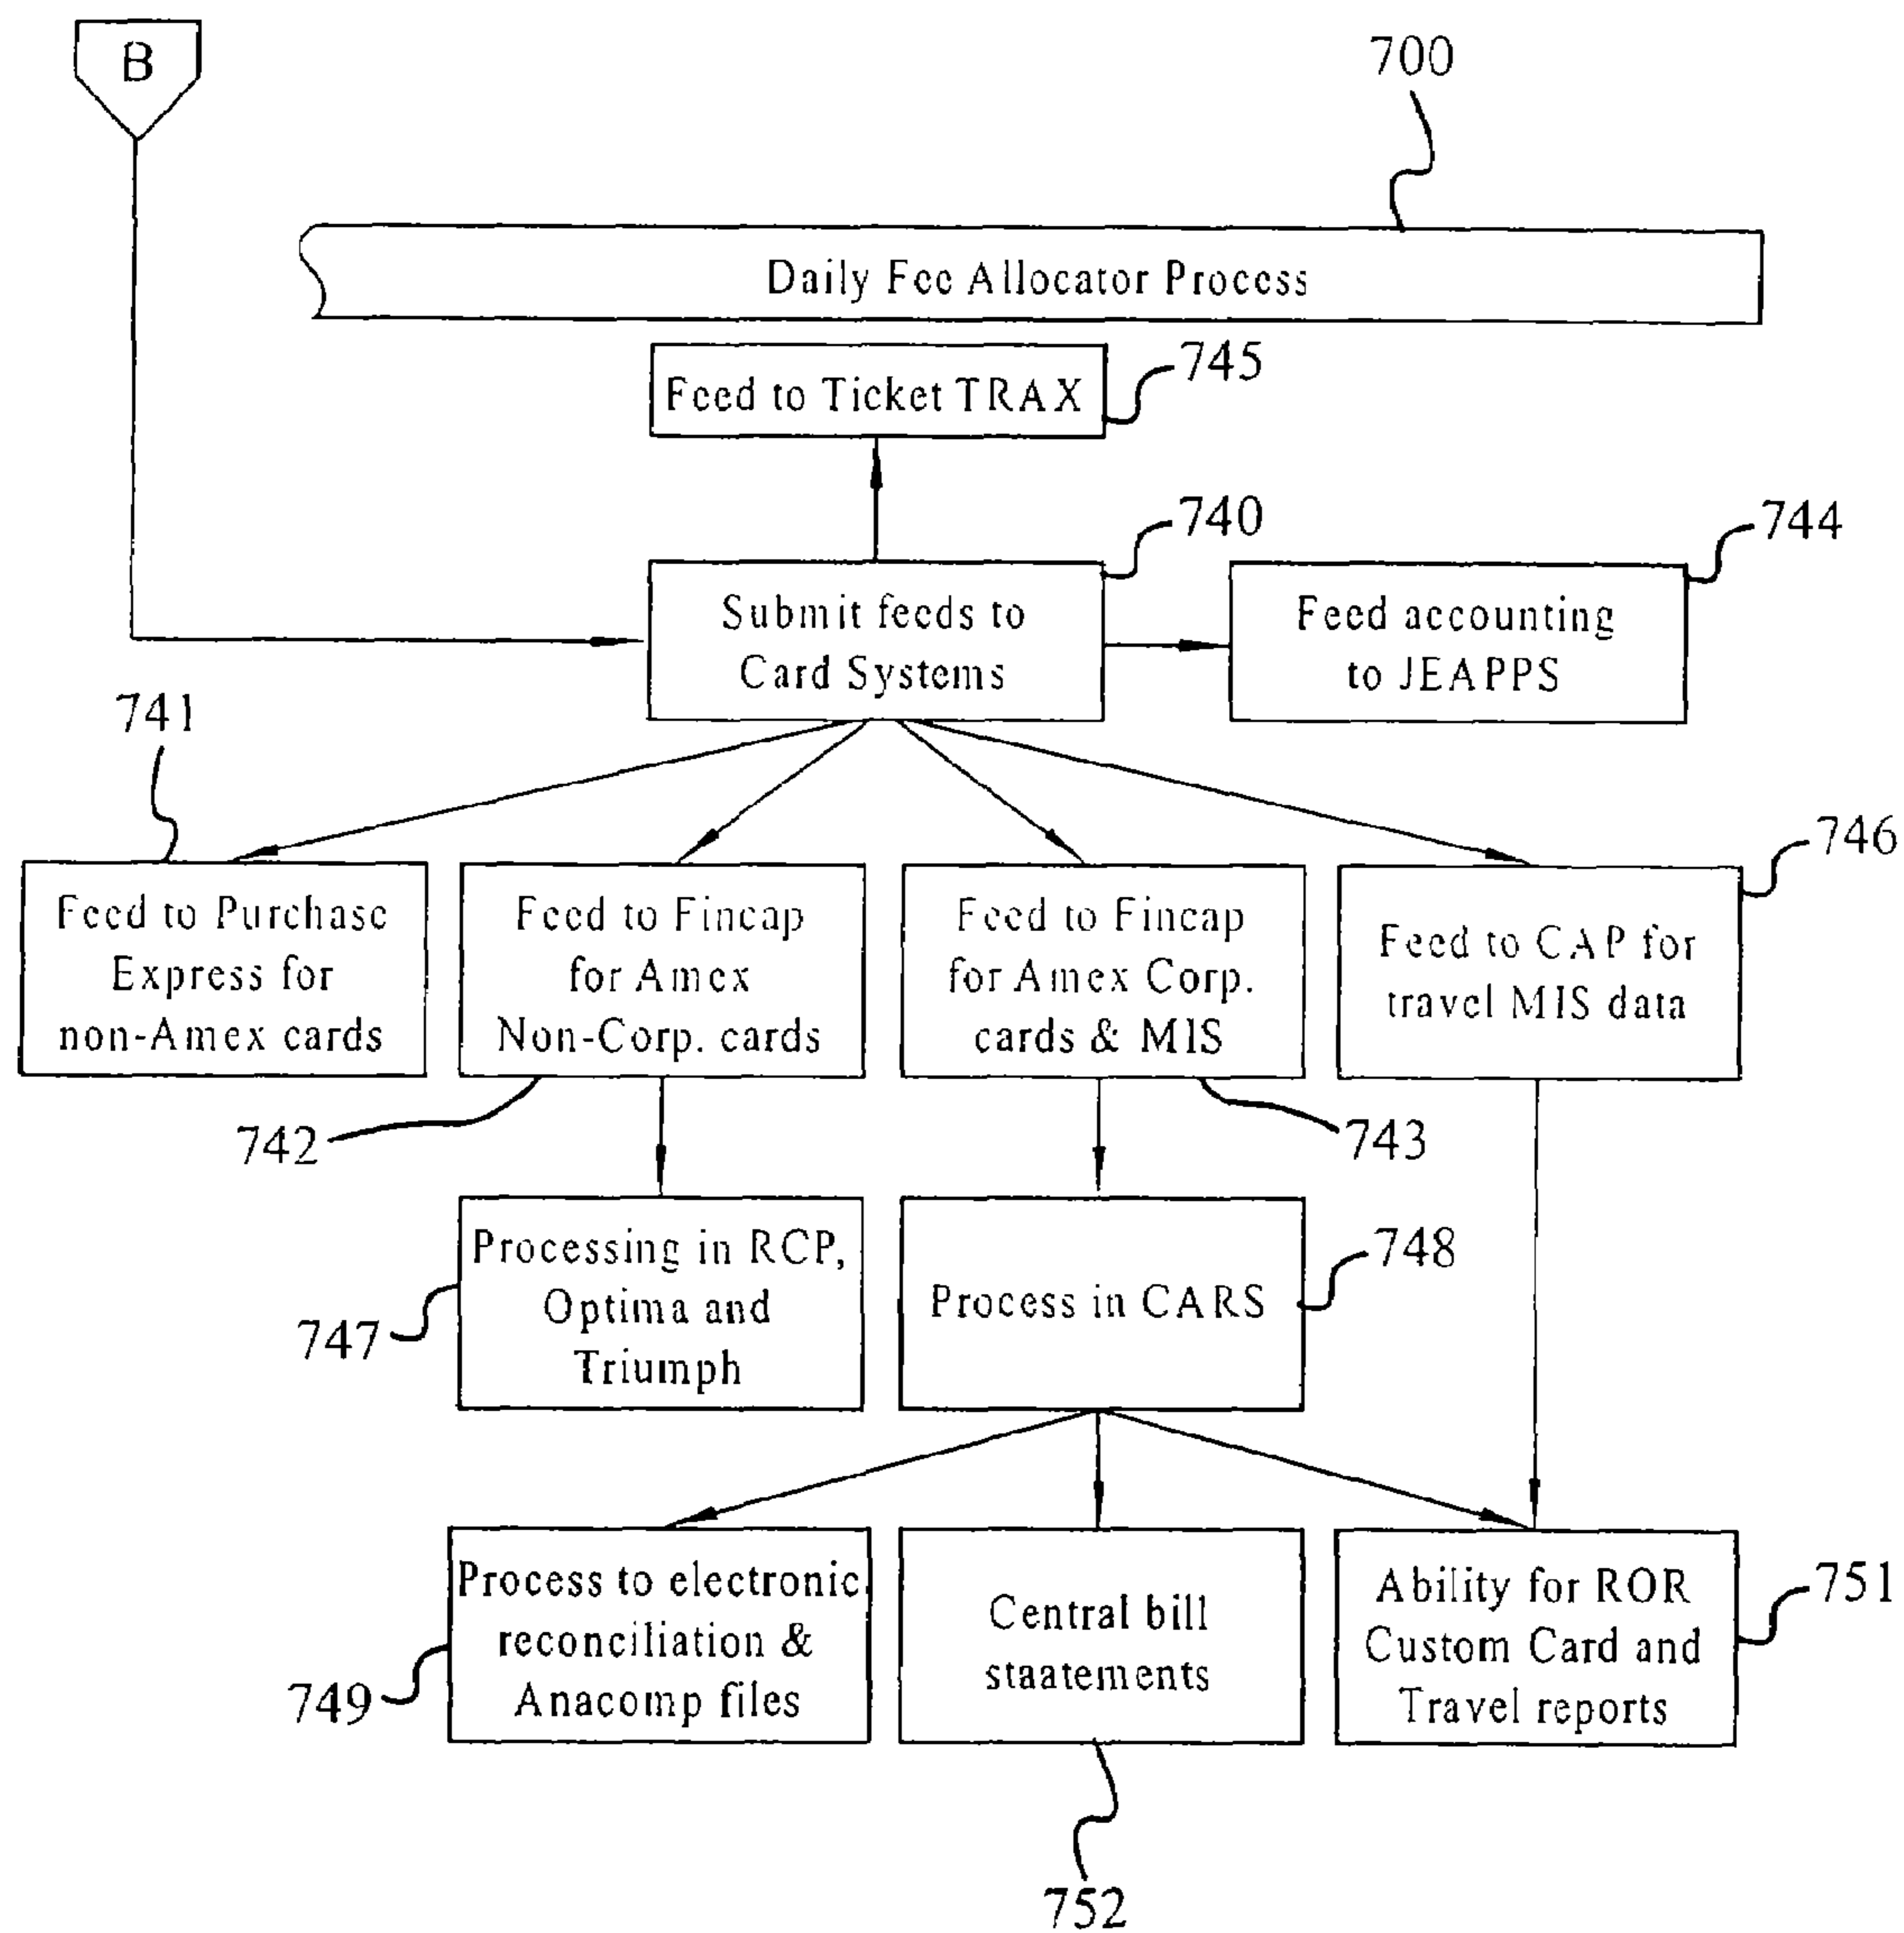 B
700
Daily Fee Allocator Process
745
Feed to Ticket TRAX
740
744
Submit feeds to
Card Systems
Feed accounting
to JEAPPS
741
746
Feed to Purchase
Express for
non-Amex cards
Feed to Fincap
for Amex
Non-Corp. cards
Feed to Fincap
for Amex Corp.
cards & MIS
Feed to CAP for
travel MIS data
742
743
Processing in RCP,
Optima and
Triumph
747
Process in CARS
748
Process to electronic
reconciliation &
Anacomp files
749
Central bill
staatements
Ability for ROR
Custom Card and
Travel reports
751
752